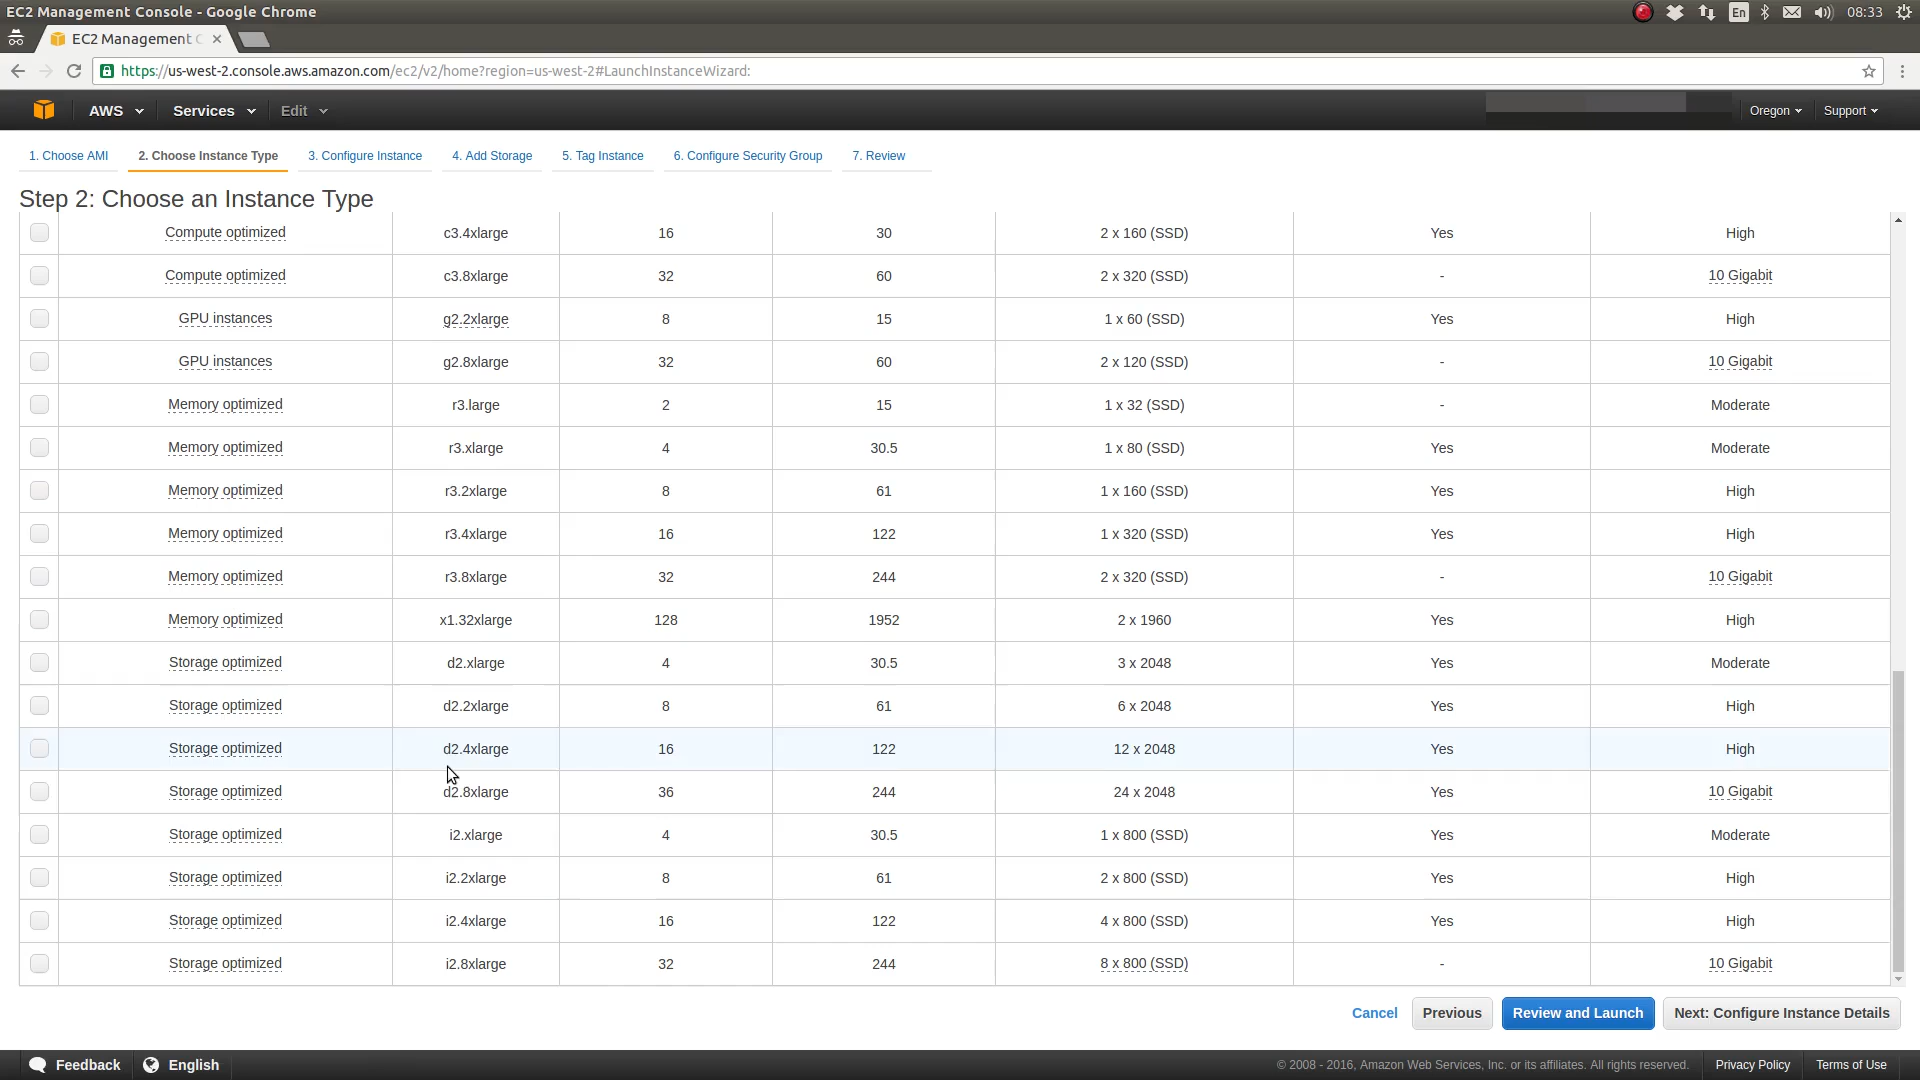 EC2 Management Console - Google Chrome
En
08:33
EC2 Management C
https://us-west-2.console.aws.amazon.com/ec2/v2/home?region=us-west-2#LaunchInstanceWizard:
AWS Services Edit Oregon Support
1. Choose AMI 2. Choose Instance Type 3. Configure Instance 4. Add Storage 5. Tag Instance 6. Configure Security Group 7. Review
Step 2: Choose an Instance Type
Compute optimized c3.4xlarge 16 30 2 x 160 (SSD) Yes High
Compute optimized c3.8xlarge 32 60 2 x 320 (SSD) - 10 Gigabit
GPU instances g2.2xlarge 8 15 1 x 60 (SSD) Yes High
GPU instances g2.8xlarge 32 60 2 x 120 (SSD) - 10 Gigabit
Memory optimized r3.large 2 15 1 x 32 (SSD) - Moderate
Memory optimized r3.xlarge 4 30.5 1 x 80 (SSD) Yes Moderate
Memory optimized r3.2xlarge 8 61 1 x 160 (SSD) Yes High
Memory optimized r3.4xlarge 16 122 1 x 320 (SSD) Yes High
Memory optimized r3.8xlarge 32 244 2 x 320 (SSD) - 10 Gigabit
Memory optimized x1.32xlarge 128 1952 2 x 1960 Yes High
Storage optimized d2.xlarge 4 30.5 3 x 2048 Yes Moderate
Storage optimized d2.2xlarge 8 61 6 x 2048 Yes High
Storage optimized d2.4xlarge 16 122 12 x 2048 Yes High
Storage optimized d2.8xlarge 36 244 24 x 2048 Yes 10 Gigabit
Storage optimized i2.xlarge 4 30.5 1 x 800 (SSD) Yes Moderate
Storage optimized i2.2xlarge 8 61 2 x 800 (SSD) Yes High
Storage optimized i2.4xlarge 16 122 4 x 800 (SSD) Yes High
Storage optimized i2.8xlarge 32 244 8 x 800 (SSD) - 10 Gigabit
Cancel Previous Review and Launch Next: Configure Instance Details
Feedback English © 2008 - 2016, Amazon Web Services, Inc. or its affiliates. All rights reserved. Privacy Policy Terms of Use